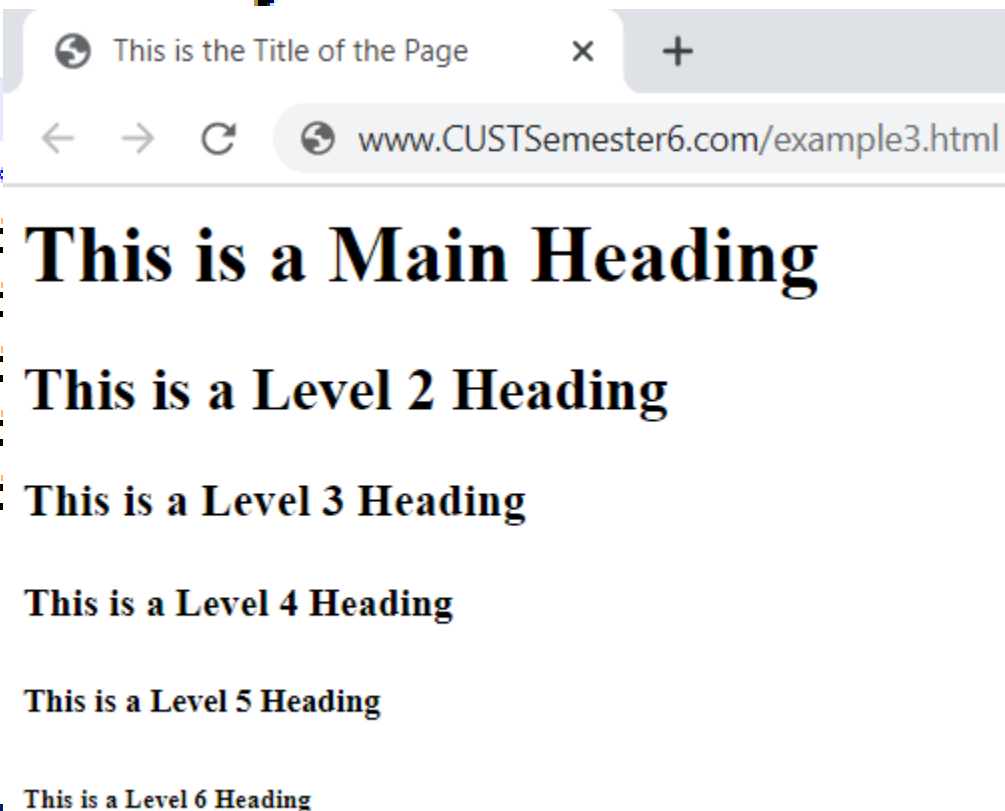 This is the Title of the Page
www.CUSTSemester6.com/example3.html
This is a Main Heading
This is a Level 2 Heading
This is a Level 3 Heading
This is a Level 4 Heading
This is a Level 5 Heading
This is a Level 6 Heading